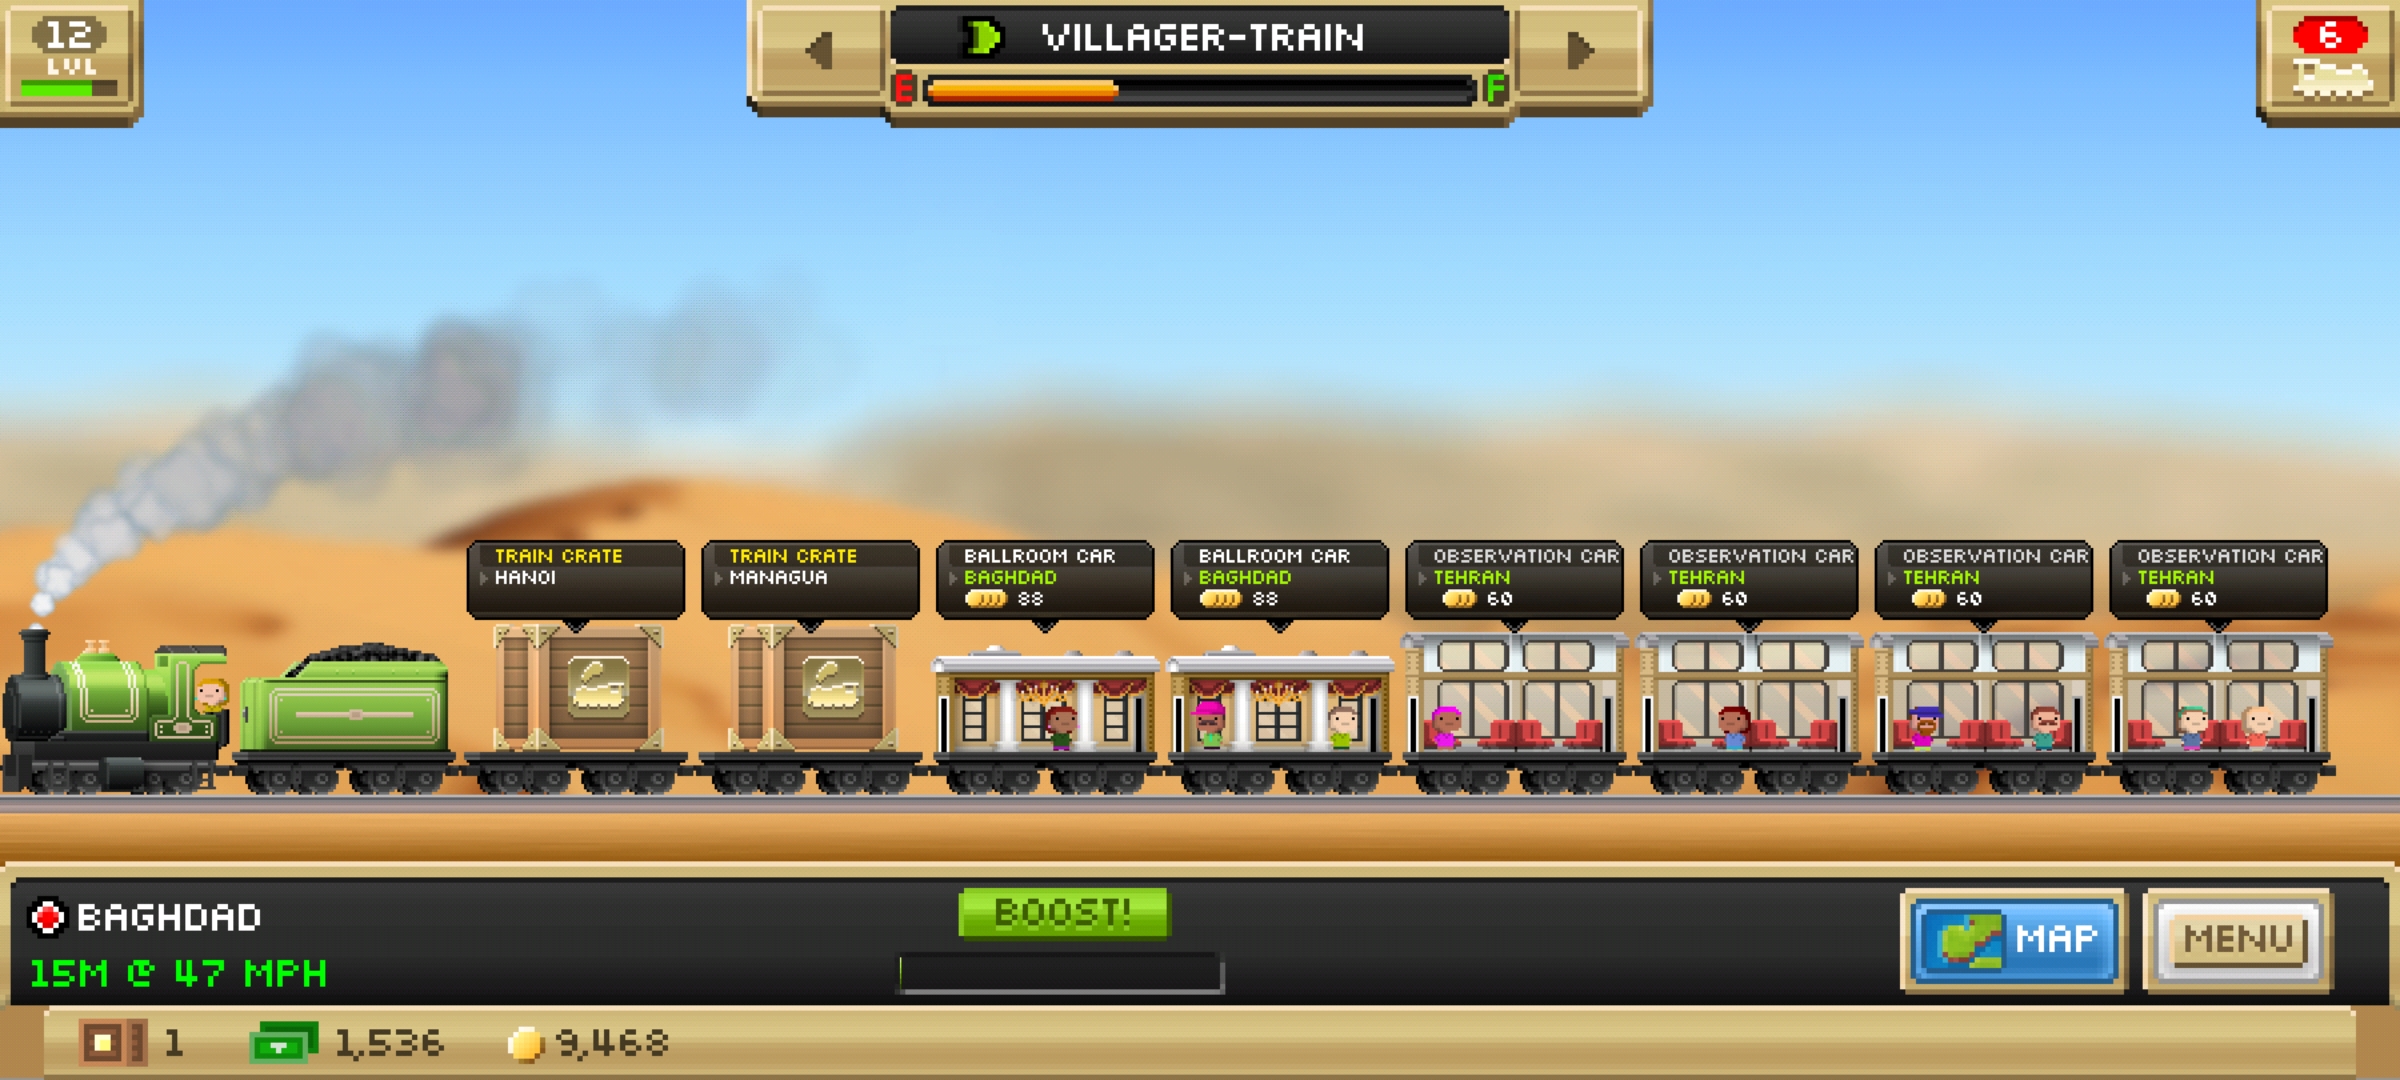 12
LVL
VILLAGER-TRAIN
E F
6
TRAIN CRATE
HANOI
TRAIN CRATE
MANAGUA
BALLROOM CAR
BAGHDAD
88
BALLROOM CAR
BAGHDAD
88
OBSERVATION CAR
TEHRAN
60
OBSERVATION CAR
TEHRAN
60
OBSERVATION CAR
TEHRAN
60
OBSERVATION CAR
TEHRAN
60
BAGHDAD
15M @ 47 MPH
BOOST!
MAP
MENU
1 1,536 9,468